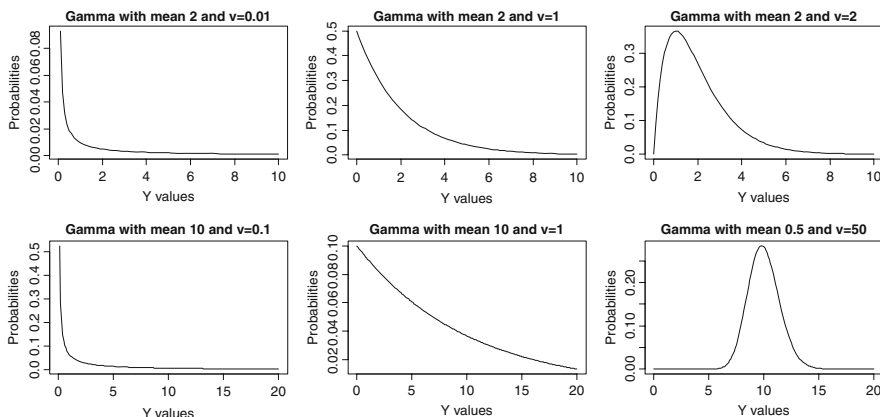 Gamma with mean 2 and v=0.01
Probabilities
0.00 0.02 0.04 0.06 0.08
0 2 4 6 8 10
Y values
Gamma with mean 2 and v=1
Probabilities
0.0 0.1 0.2 0.3 0.4 0.5
0 2 4 6 8 10
Y values
Gamma with mean 2 and v=2
Probabilities
0.0 0.1 0.2 0.3
0 2 4 6 8 10
Y values
Gamma with mean 10 and v=0.1
Probabilities
0.0 0.1 0.2 0.3 0.4 0.5
0 5 10 15 20
Y values
Gamma with mean 10 and v=1
Probabilities
0.02 0.04 0.06 0.08 0.10
0 5 10 15 20
Y values
Gamma with mean 0.5 and v=50
Probabilities
0.00 0.10 0.20
0 5 10 15 20
Y values